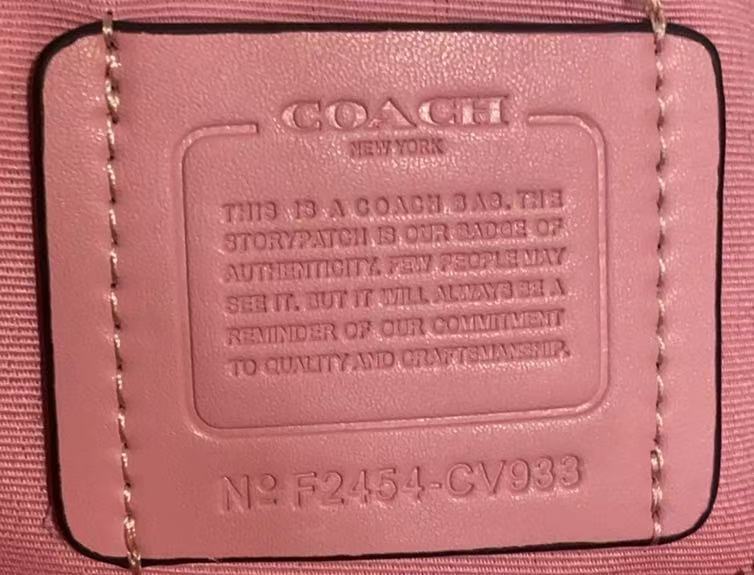 COACH
NEW YORK
THIS IS A COACH BAG. THE
STORYPATCH IS OUR BADGE OF
AUTHENTICITY. FEW PEOPLE MAY
SEE IT. BUT IT WILL ALWAYS BE A
REMINDER OF OUR COMMITMENT
TO QUALITY AND CRAFTSMANSHIP.
Nº F2454-CV933